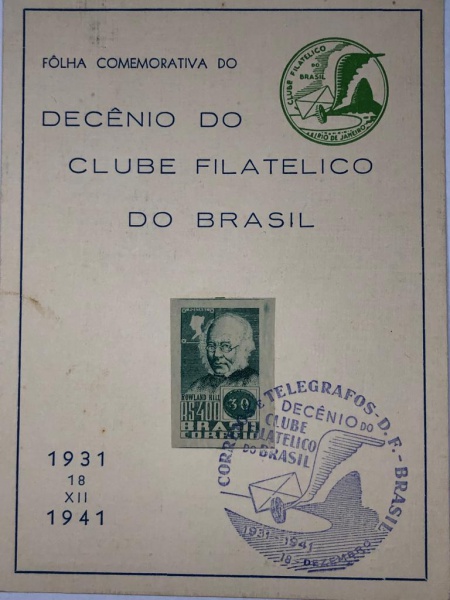 FÔLHA COMEMORATIVA DO
CLUBE FILATELICO
DO
BRASIL
RIO DE JANEIRO
DECÊNIO DO
CLUBE FILATELICO
DO BRASIL
ROWLAND HILL
RS400
30
BRASIL
CORREIO
1931
18
XII
1941
CORREIOS E TELEGRAFOS - D.F. - BRASIL
DECÊNIO DO
CLUBE
FILATELICO
DO BRASIL
1931-1941
18-DEZEMBRO